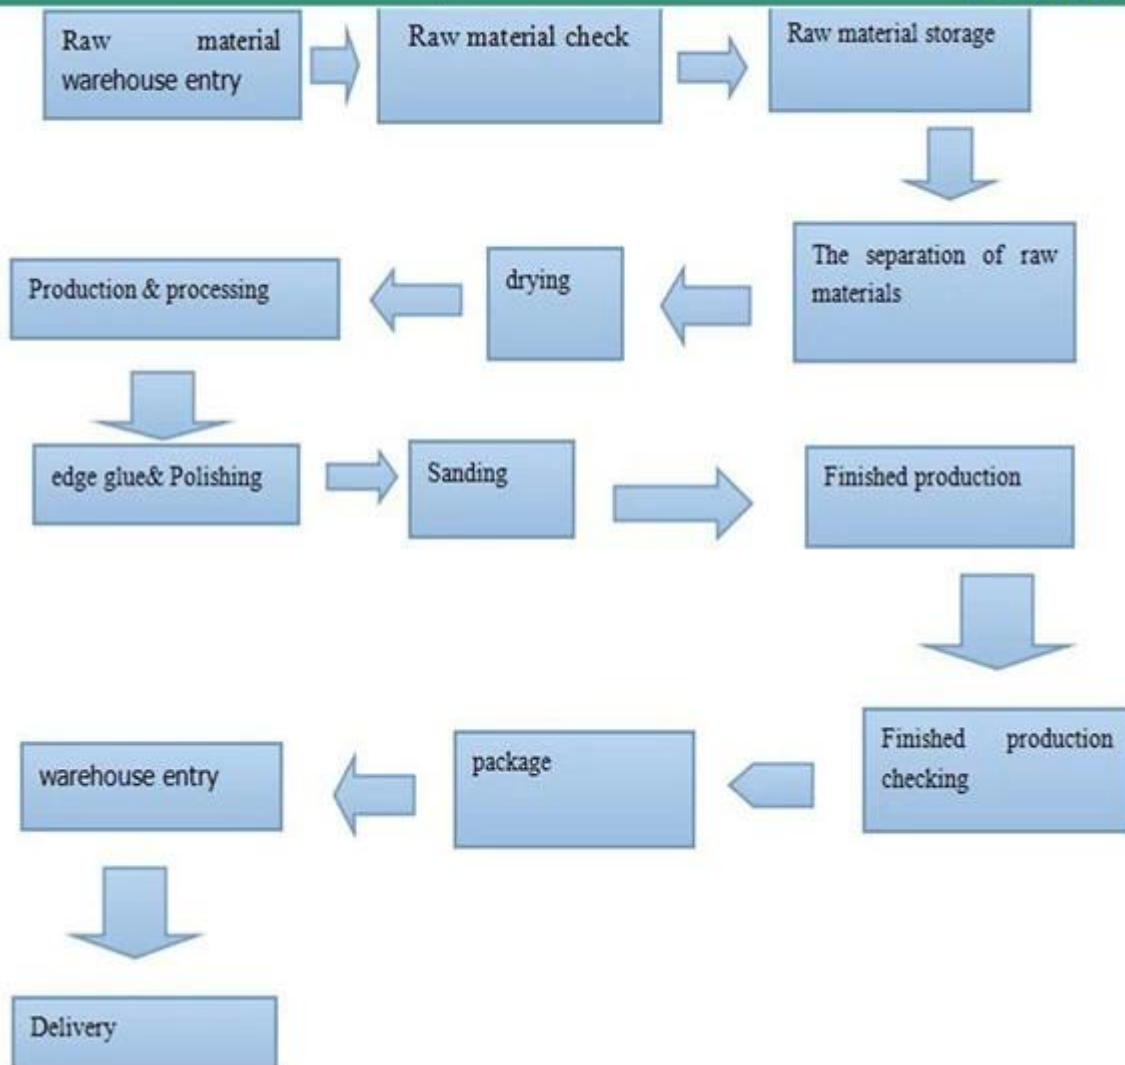 Raw material
warehouse entry
Raw material check
Raw material storage
The separation of raw
materials
drying
Production & processing
edge glue& Polishing
Sanding
Finished production
Finished production
checking
package
warehouse entry
Delivery